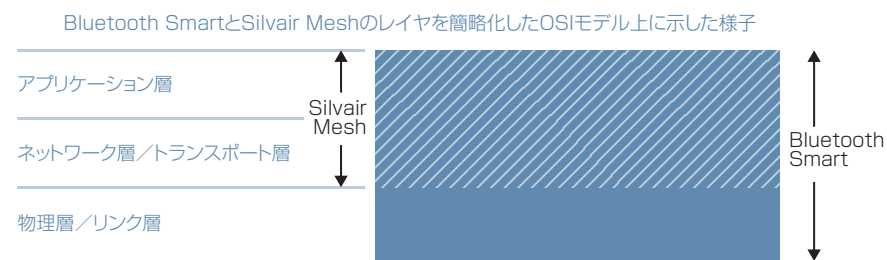 Bluetooth SmartとSilvair Meshのレイヤを簡略化したOSIモデル上に示した様子
アプリケーション層
Silvair
Mesh
ネットワーク層／トランスポート層
Bluetooth
Smart
物理層／リンク層